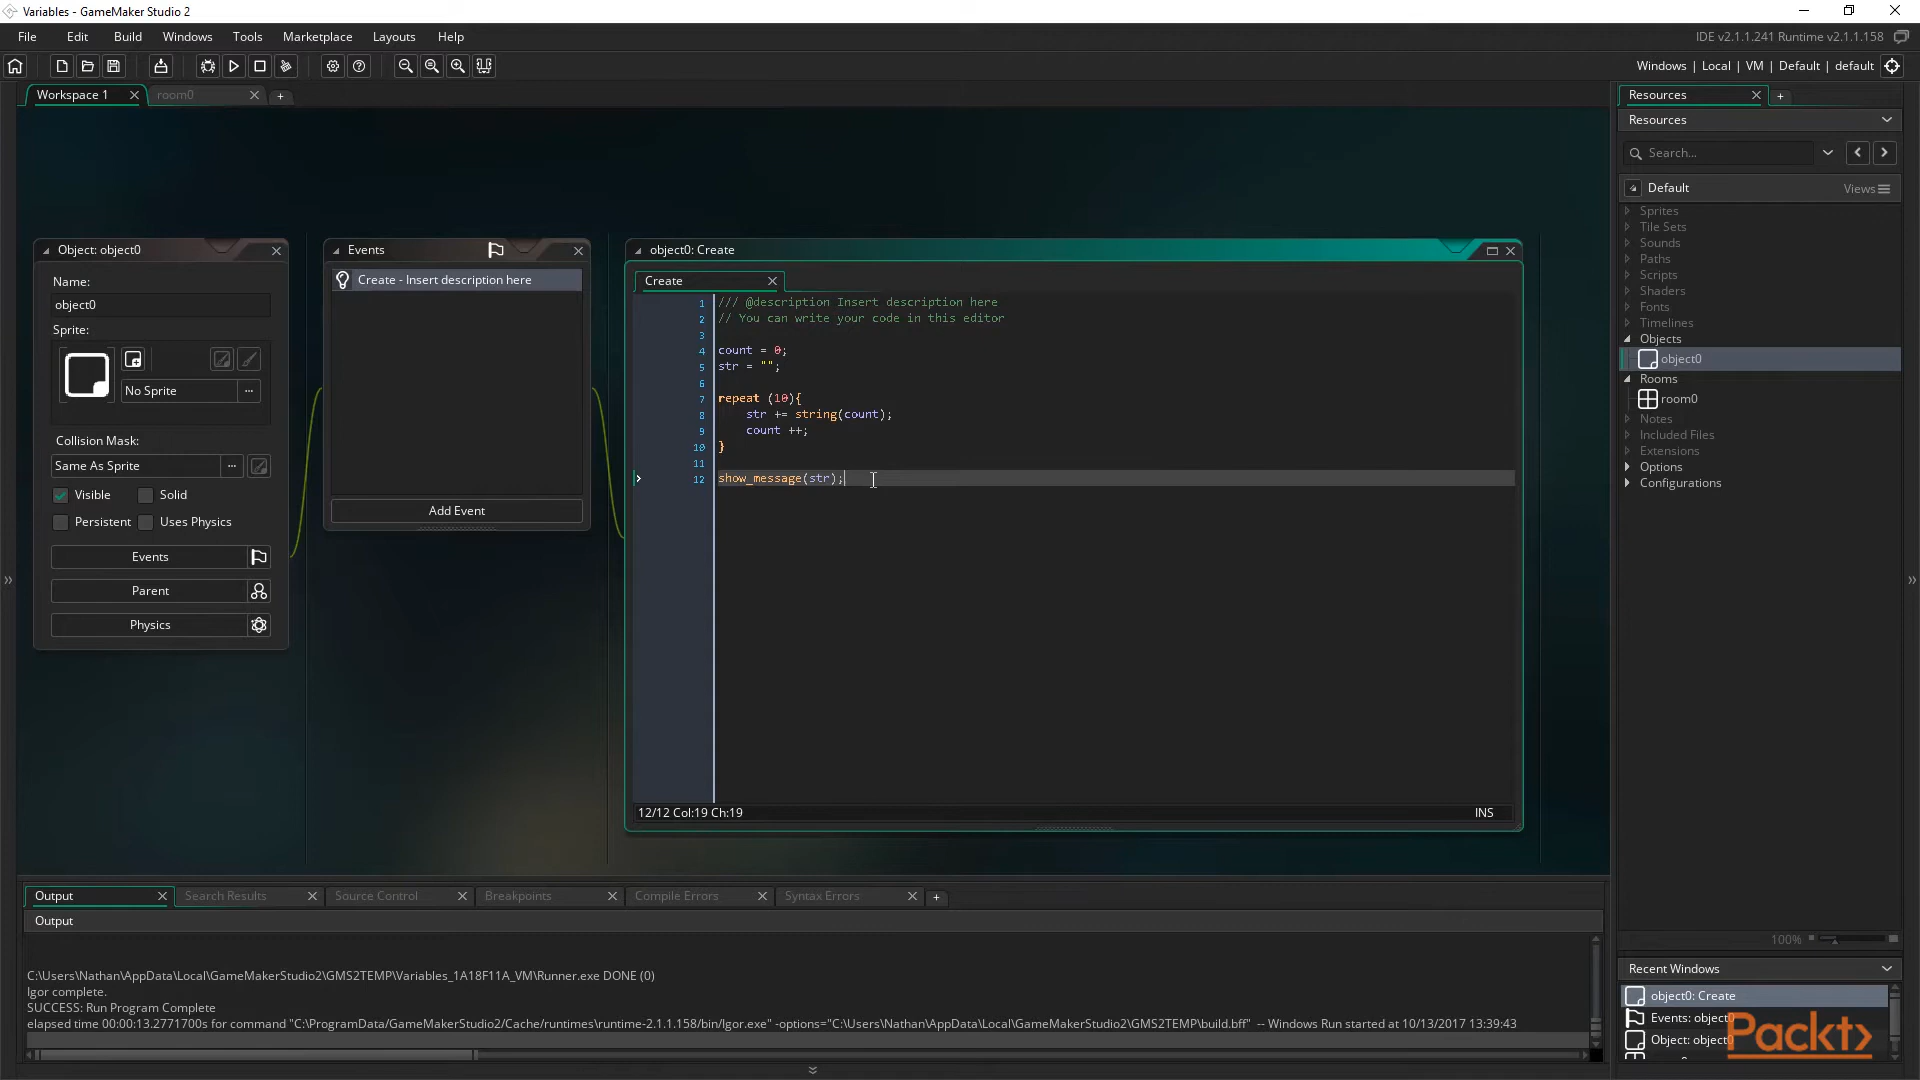 Variables - GameMaker Studio 2
File Edit Build Windows Tools Marketplace Layouts Help
IDE v2.1.1.241 Runtime v2.1.1.158
Windows | Local | VM | Default | default
Workspace 1
room0
Resources
Resources
Search...
Default
Views
Sprites
Tile Sets
Sounds
Paths
Scripts
Shaders
Fonts
Timelines
Objects
object0
Rooms
room0
Notes
Included Files
Extensions
Options
Configurations
100%
Recent Windows
object0: Create
Events: object0
Object: object0
Packt>
Object: object0
Name:
object0
Sprite:
No Sprite
...
Collision Mask:
Same As Sprite
...
Visible
Solid
Persistent
Uses Physics
Events
Parent
Physics
Events
Create - Insert description here
Add Event
object0: Create
Create
1 /// @description Insert description here
2 // You can write your code in this editor
3
4 count = 0;
5 str = "";
6
7 repeat (10){
8 str += string(count);
9 count ++;
10 }
11
12 show_message(str);
12/12 Col:19 Ch:19
INS
Output
Search Results
Source Control
Breakpoints
Compile Errors
Syntax Errors
Output
C:\Users\Nathan\AppData\Local\GameMakerStudio2\GMS2TEMP\Variables_1A18F11A_VM\Runner.exe DONE (0)
Igor complete.
SUCCESS: Run Program Complete
elapsed time 00:00:13.2771700s for command "C:\ProgramData/GameMakerStudio2/Cache/runtimes\runtime-2.1.1.158/bin/Igor.exe" -options="C:\Users\Nathan\AppData\Local\GameMakerStudio2\GMS2TEMP\build.bff" -- Windows Run started at 10/13/2017 13:39:43